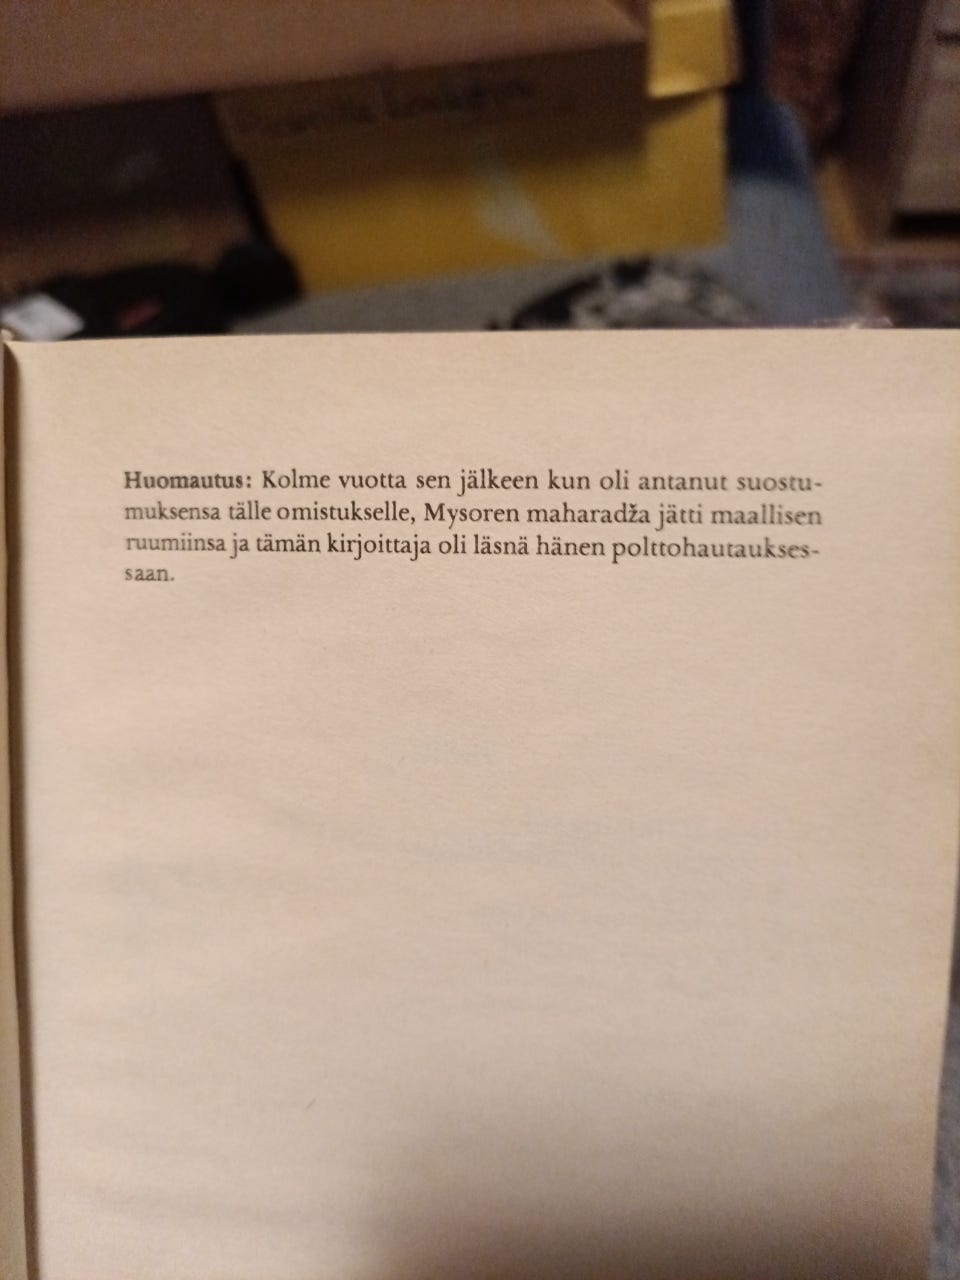 Huomautus: Kolme vuotta sen jälkeen kun oli antanut suostu-
muksensa tälle omistukselle, Mysoren maharadža jätti maallisen
ruumiinsa ja tämän kirjoittaja oli läsnä hänen polttohautaukses-
saan.